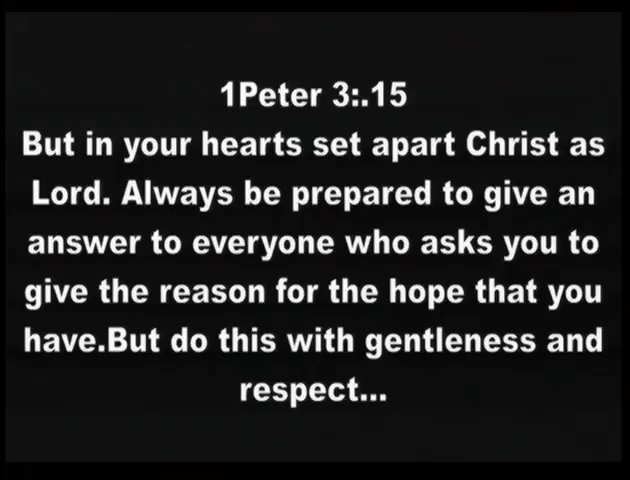 1Peter 3:.15
But in your hearts set apart Christ as
Lord. Always be prepared to give an
answer to everyone who asks you to
give the reason for the hope that you
have.But do this with gentleness and
respect...